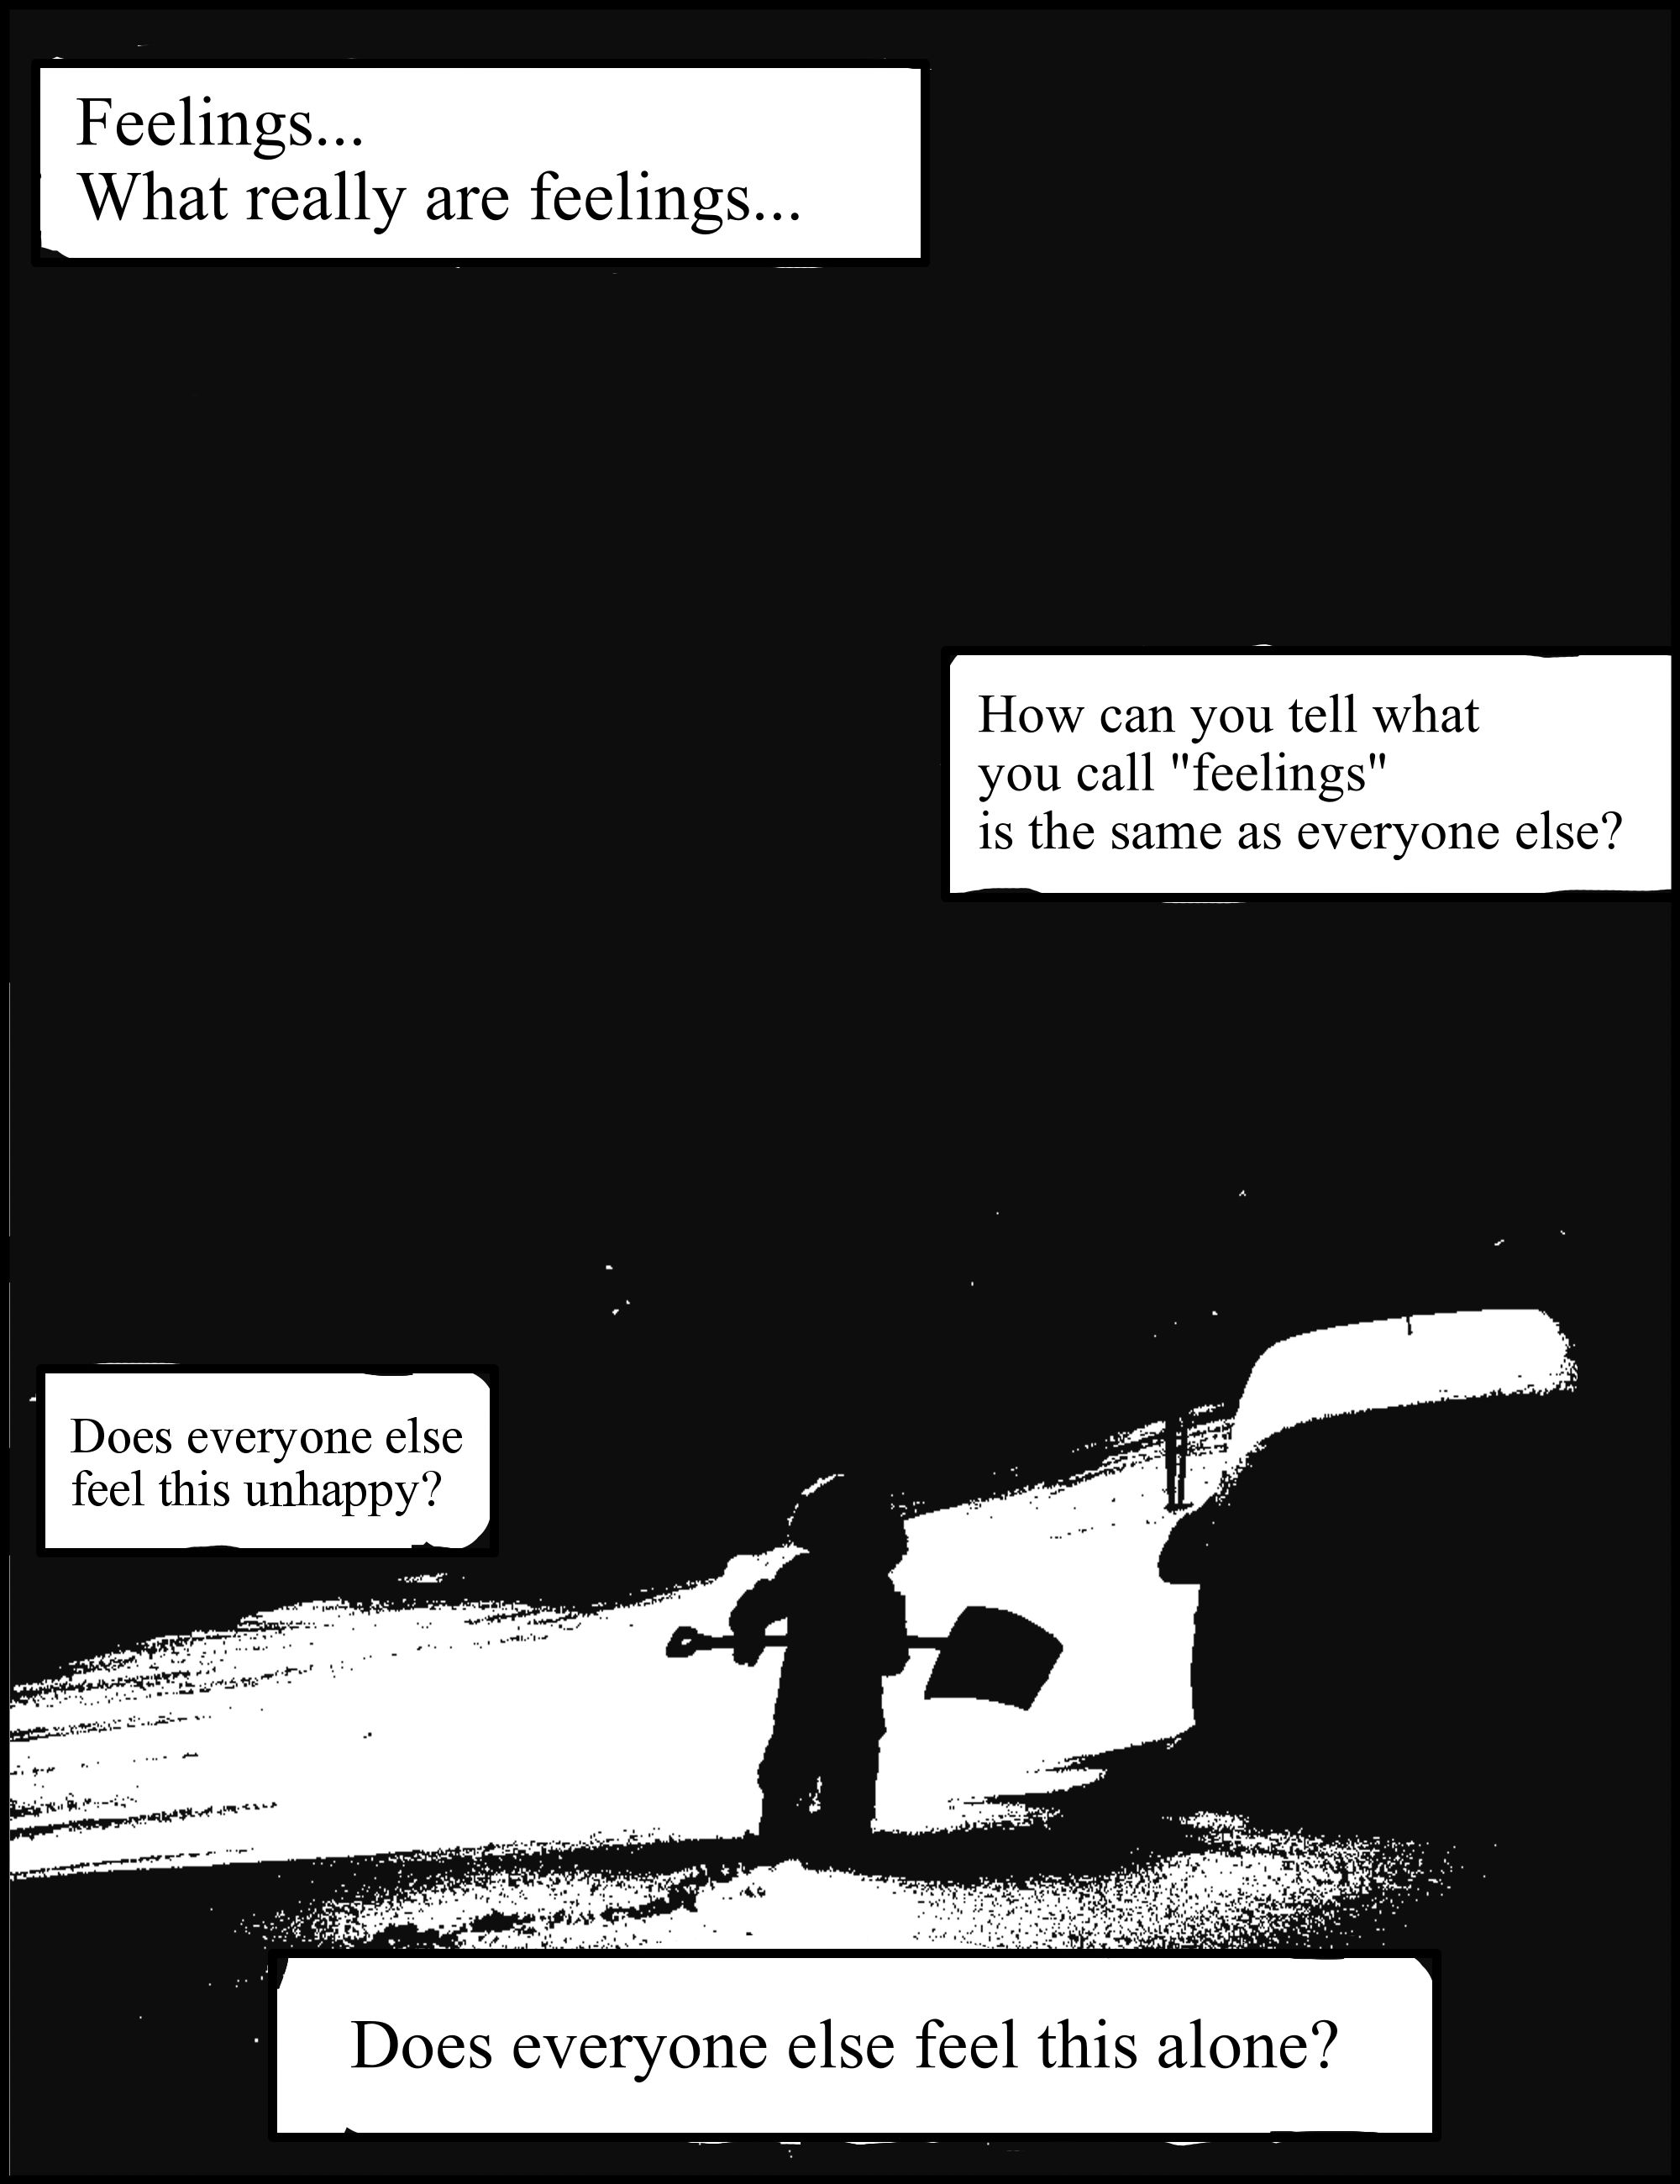 Feelings...
What really are feelings...
How can you tell what
you call "feelings"
is the same as everyone else?
Does everyone else
feel this unhappy?
Does everyone else feel this alone?